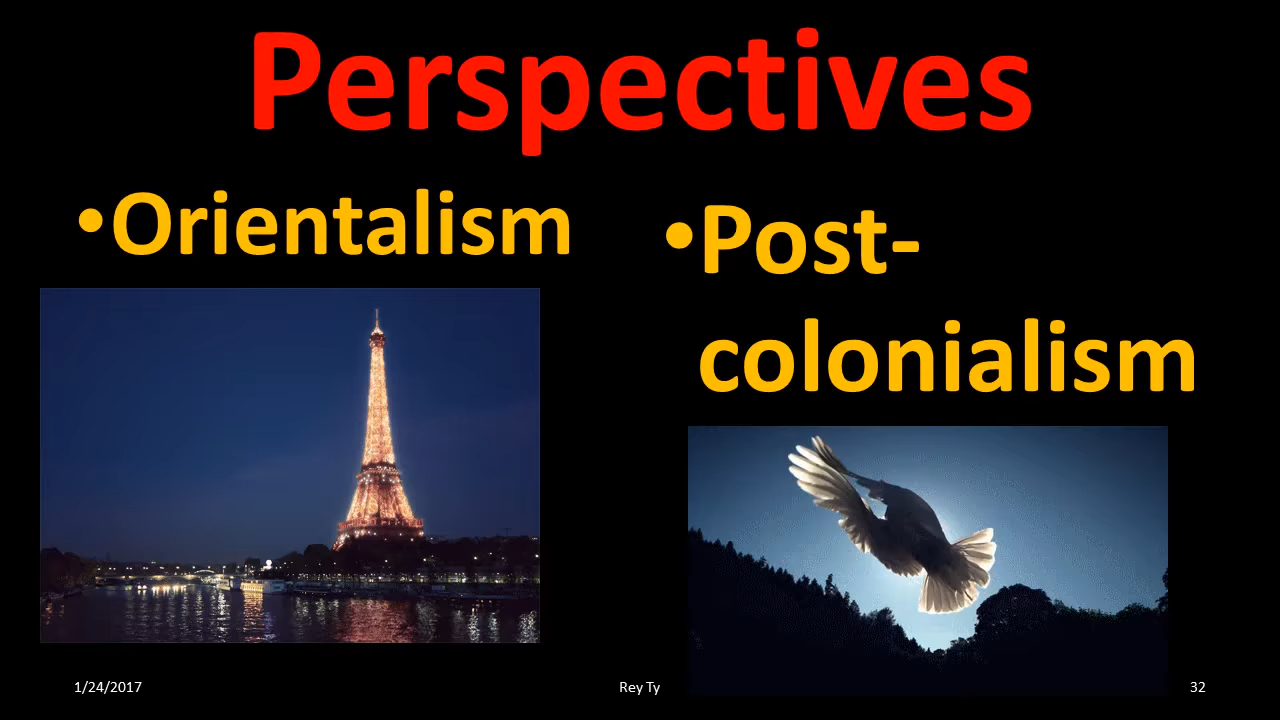 Perspectives
•Orientalism
•Post-
colonialism
1/24/2017
Rey Ty
32